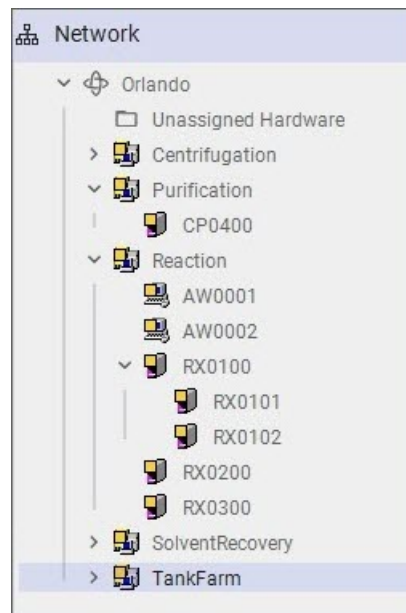 Network
Orlando
Unassigned Hardware
Centrifugation
Purification
CP0400
Reaction
AW0001
AW0002
RX0100
RX0101
RX0102
RX0200
RX0300
SolventRecovery
TankFarm